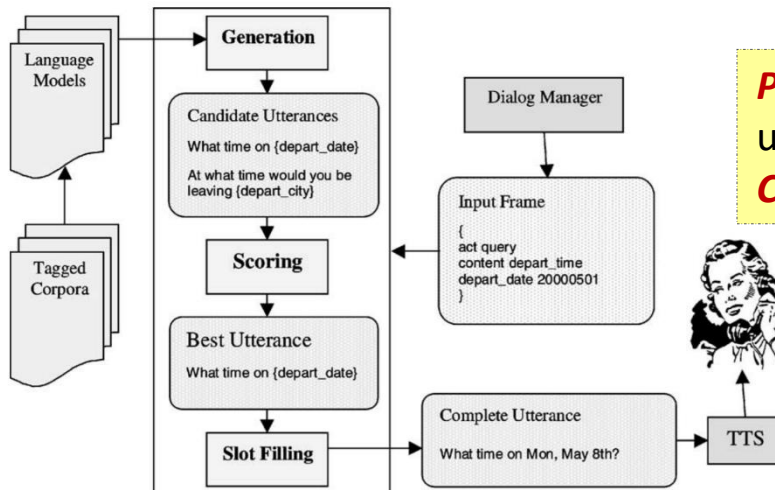 Language
Models
Tagged
Corpora
Generation
Candidate Utterances
What time on {depart_date}
At what time would you be
leaving {depart_city}
Scoring
Best Utterance
What time on {depart_date}
Slot Filling
Dialog Manager
Input Frame
{
act query
content depart_time
depart_date 20000501
}
Complete Utterance
What time on Mon, May 8th?
TTS
P
u
C